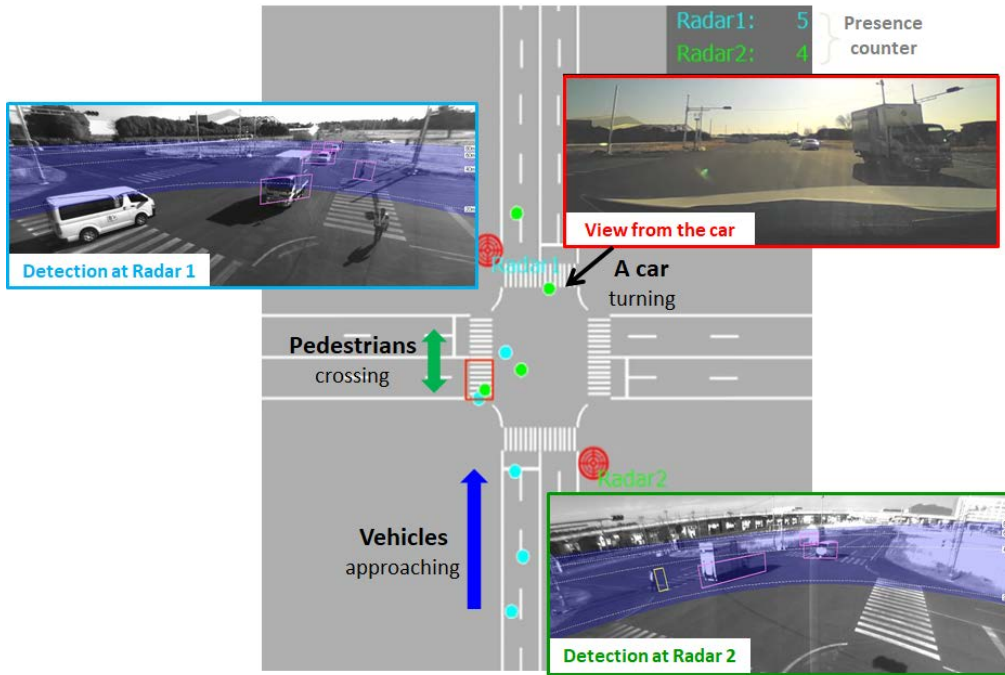 Radar1: 5
Radar2: 4
Presence
counter
View from the car
Detection at Radar 1
Radar1
A car
turning
Pedestrians
crossing
Radar2
Vehicles
approaching
Detection at Radar 2